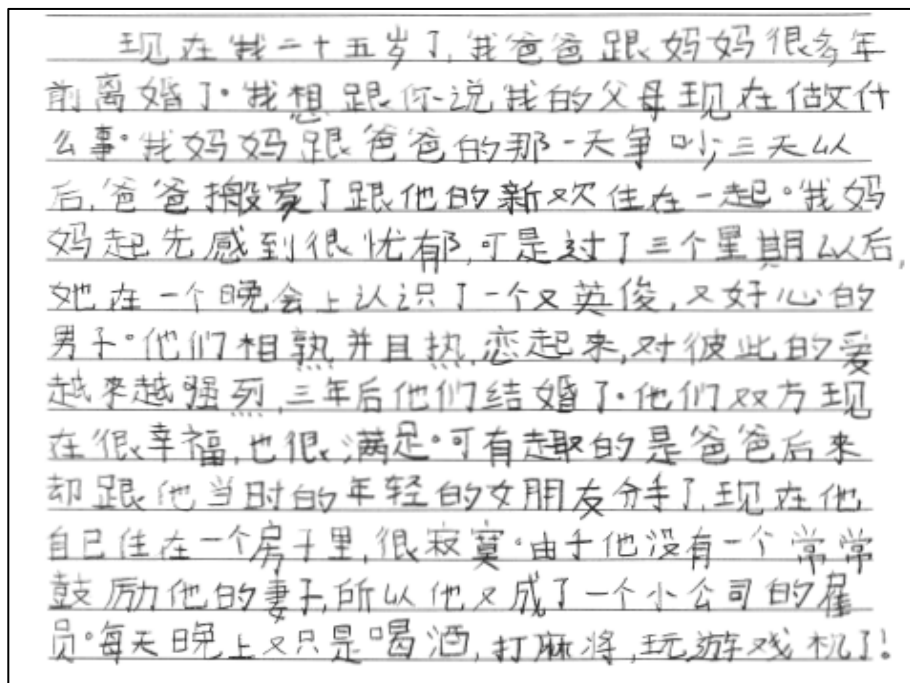 现在我二十五岁了,我爸爸跟妈妈很多年
前离婚了。我想跟你说我的父母现在做什
么事。我妈妈跟爸爸的那一天争吵;三天以
后,爸爸搬家了跟他的新欢住在一起。我妈
妈起先感到很忧郁,可是过了三个星期以后,
她在一个晚会上认识了一个又英俊,又好心的
男子。他们相熟并且热恋起来,对彼此的爱
越来越强烈,三年后他们结婚了。他们双方现
在很幸福,也很满足。可有趣的是爸爸后来
却跟他当时的年轻的女朋友分手了,现在他
自己住在一个房子里,很寂寞。由于他没有一个常常
鼓励他的妻子,所以他又成了一个小公司的雇
员。每天晚上又只是喝酒,打麻将,玩游戏机了!